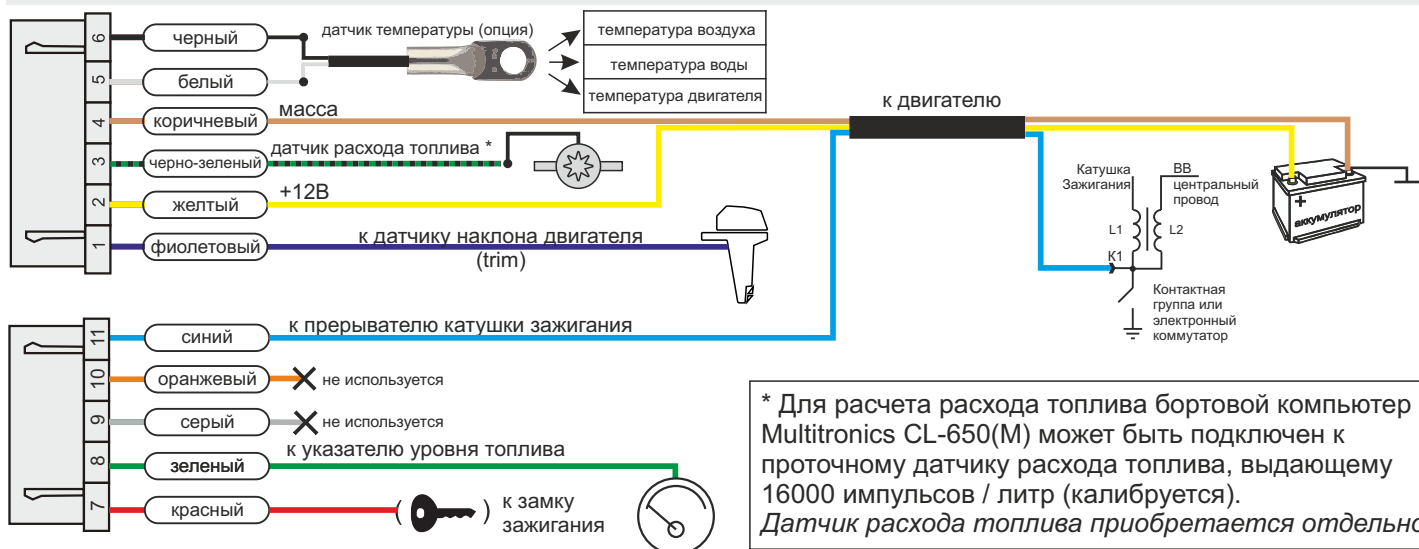 6
черный
датчик температуры (опция)
температура воздуха
5
белый
температура воды
температура двигателя
4
коричневый
масса
к двигателю
3
черно-зеленый
датчик расхода топлива *
2
желтый
+12В
1
фиолетовый
к датчику наклона двигателя
(trim)
Катушка
Зажигания
ВВ
центральный
провод
L1
L2
К1
Контактная
группа или
электронный
коммутатор
+
аккумулятор
11
синий
к прерывателю катушки зажигания
10
оранжевый
не используется
9
серый
не используется
8
зеленый
к указателю уровня топлива
7
красный
( ) к замку
зажигания
* Для расчета расхода топлива бортовой компьютер
Multitronics CL-650(M) может быть подключен к
проточному датчику расхода топлива, выдающему
16000 импульсов / литр (калибруется).
Датчик расхода топлива приобретается отдельно